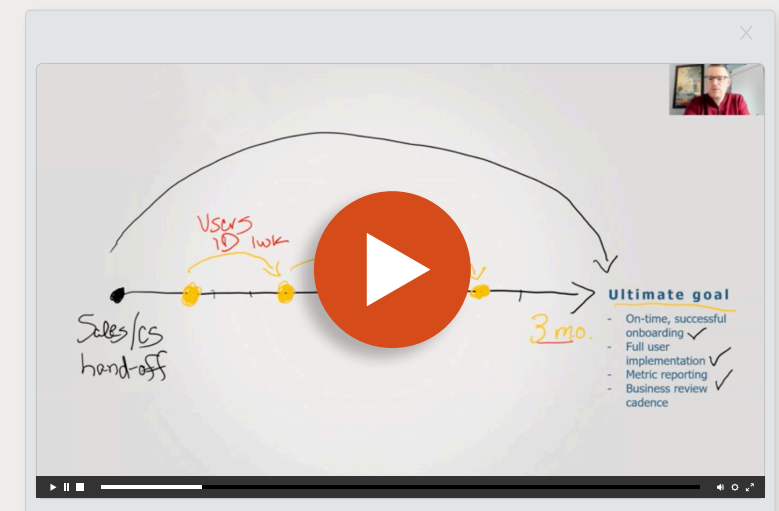 Users
ID 1wk
Ultimate goal
Sales/CS
hand-off
3 mo.
- On-time, successful
onboarding
- Full user
implementation
- Metric reporting
- Business review
cadence